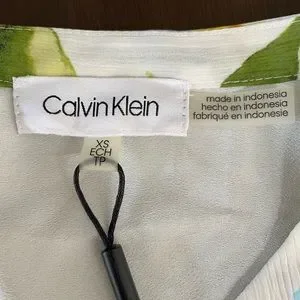 Calvin Klein
made in indonesia
hecho en indonesia
fabriqué en indonesie
XS
ECH
TP